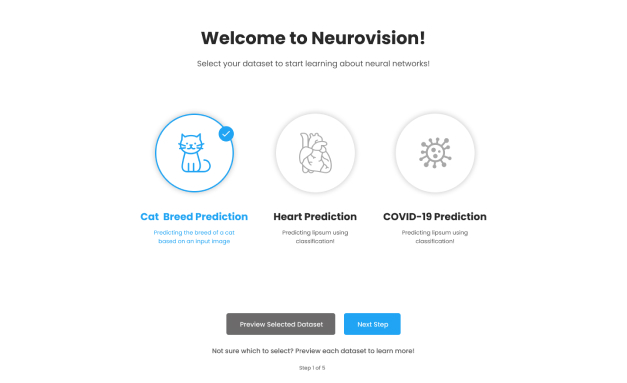 Welcome to Neurovision!
Select your dataset to start learning about neural networks!
Cat Breed Prediction
Predicting the breed of a cat
based on an input image
Heart Prediction
Predicting lipsum using
classification!
COVID-19 Prediction
Predicting lipsum using
classification!
Preview Selected Dataset
Next Step
Not sure which to select? Preview each dataset to learn more!
Step 1 of 5